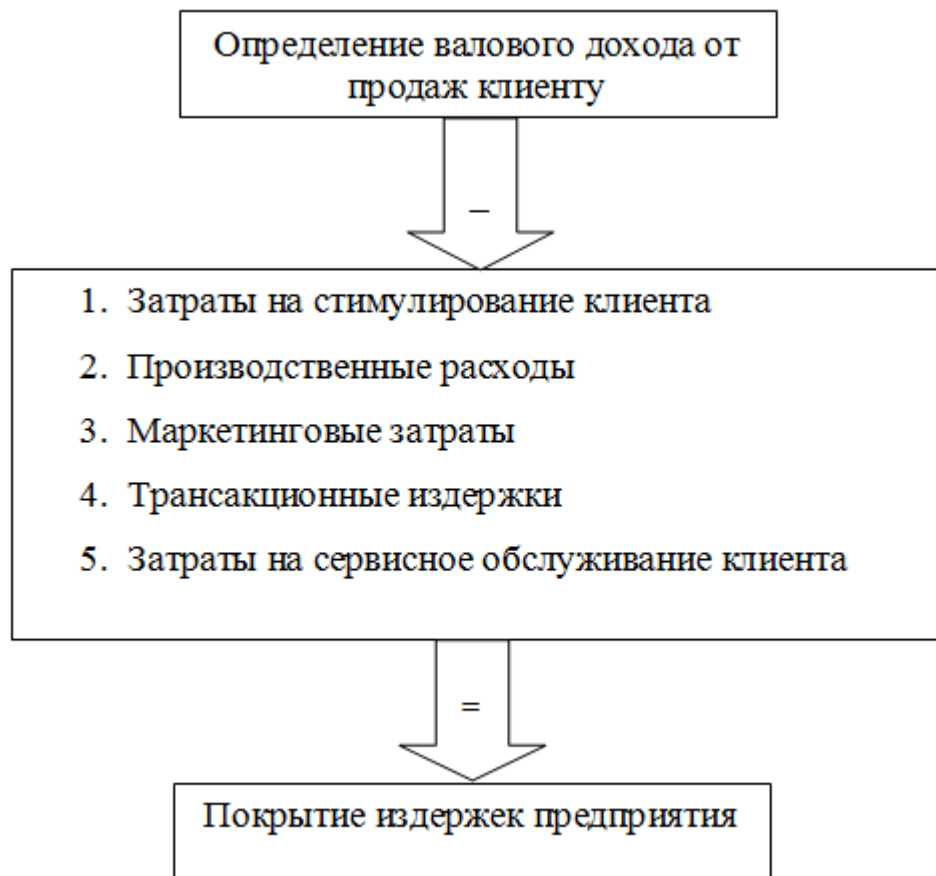 Определение валового дохода от
продаж клиенту
–
1. Затраты на стимулирование клиента
2. Производственные расходы
3. Маркетинговые затраты
4. Трансакционные издержки
5. Затраты на сервисное обслуживание клиента
=
Покрытие издержек предприятия